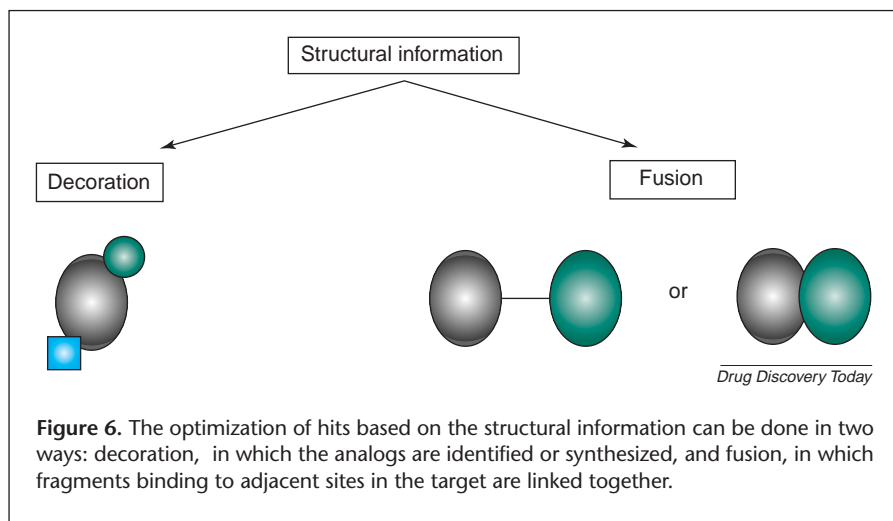 Structural information
Decoration
Fusion
or
Drug Discovery Today
Figure 6. The optimization of hits based on the structural information can be done in two
ways: decoration, in which the analogs are identified or synthesized, and fusion, in which
fragments binding to adjacent sites in the target are linked together.